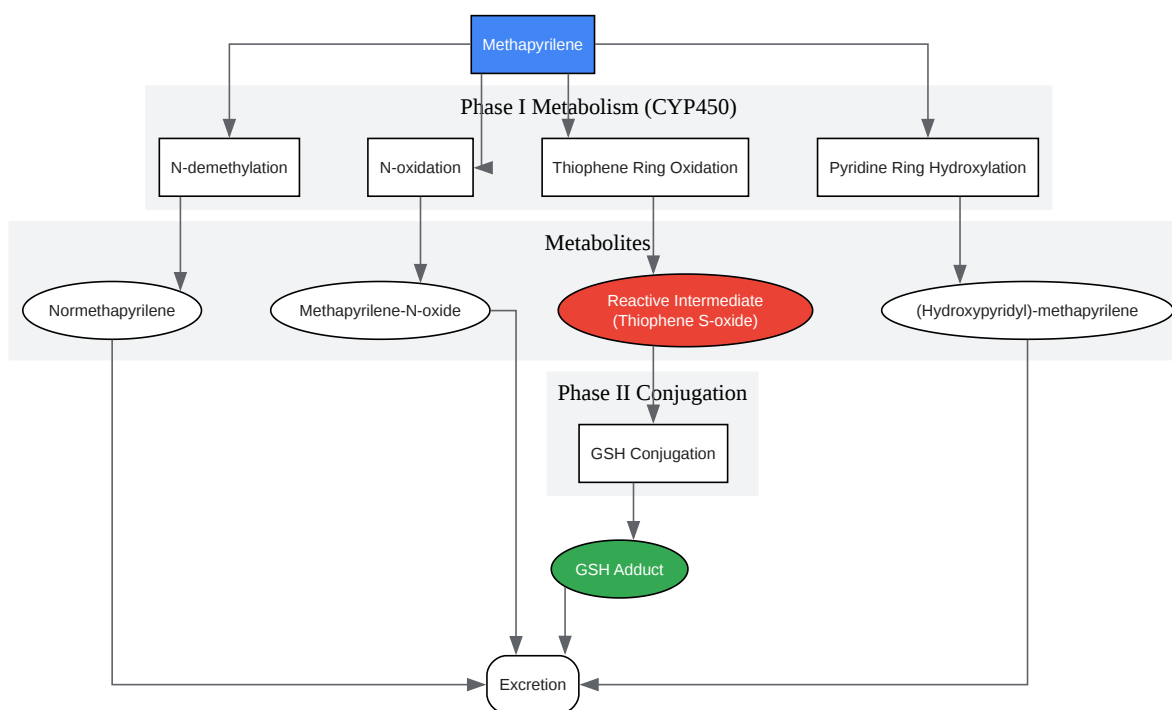 Methapyrilene
Phase I Metabolism (CYP450)
N-demethylation
N-oxidation
Thiophene Ring Oxidation
Pyridine Ring Hydroxylation
Metabolites
Normethapyrilene
Methapyrilene-N-oxide
Reactive Intermediate
(Thiophene S-oxide)
(Hydroxypyridyl)-methapyrilene
Phase II Conjugation
GSH Conjugation
GSH Adduct
Excretion